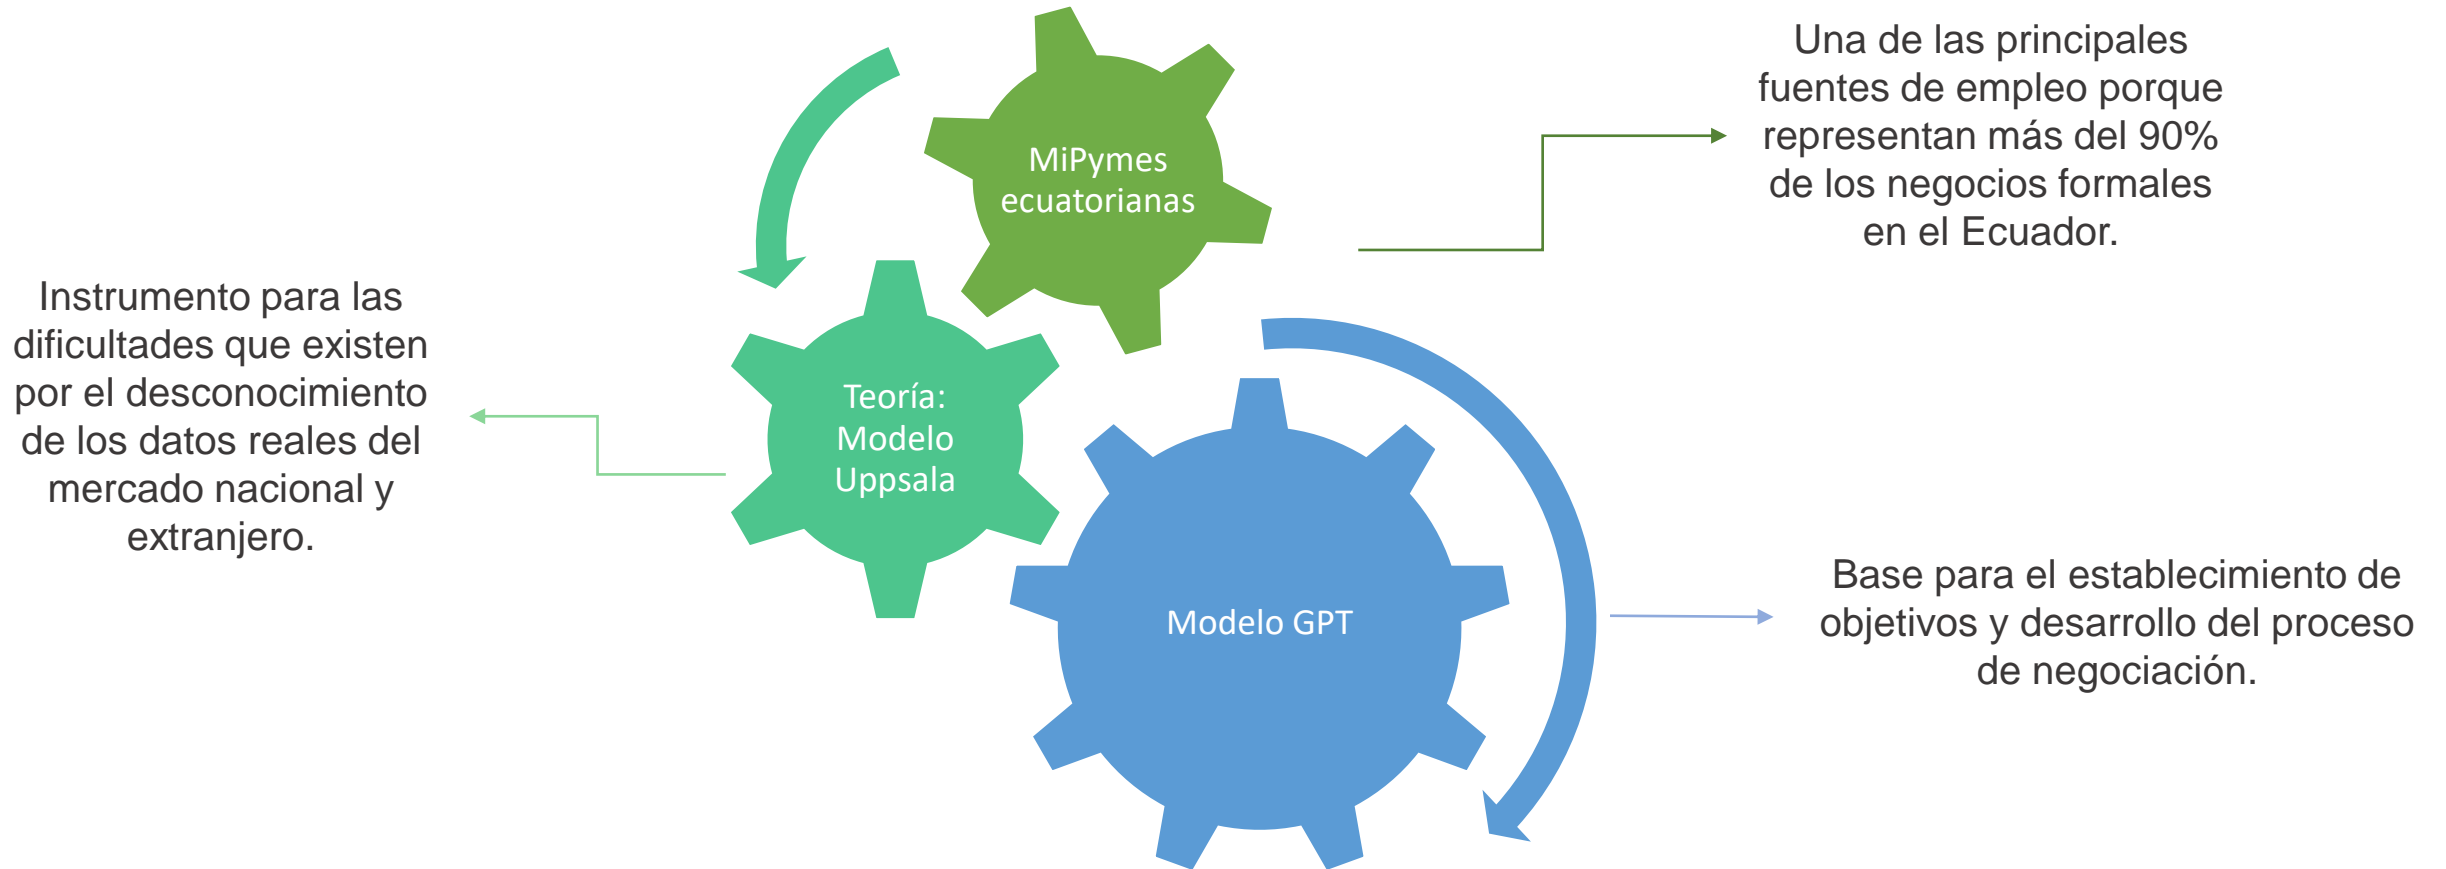 MiPymes
ecuatorianas
Una de las principales
fuentes de empleo porque
representan más del 90%
de los negocios formales
en el Ecuador.
Instrumento para las
dificultades que existen
por el desconocimiento
de los datos reales del
mercado nacional y
extranjero.
Teoría:
Modelo
Uppsala
Modelo GPT
Base para el establecimiento de
objetivos y desarrollo del proceso
de negociación.